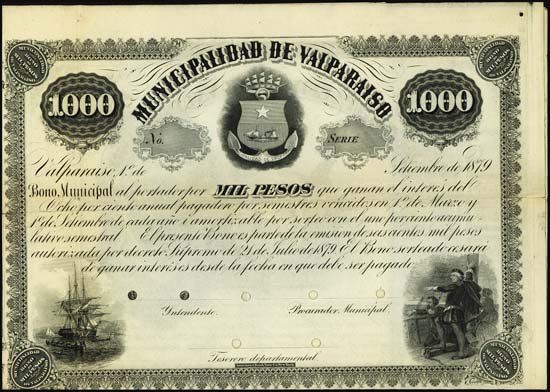 MUNICIPALIDAD DE VALPARAISO
1.000
1.000
No.
SERIE
Valparaiso, 1º de Setiembre de 1879
Bono Municipal al portador por MIL PESOS que ganan el interés del
Ocho por ciento anual pagadero por semestres vencidos en 1º de Marzo y
1º de Setiembre de cada año i amortizable por sorteo con el uno por ciento acumu-
lativo semestral. El presente Bono es parte de la emision de seiscientos mil pesos
autorizada por decreto Supremo de 21 de Julio de 1879. El Bono sorteado cesará
de ganar intereses desde la fecha en que debe ser pagado.
Yntendente.
Procurador Municipal.
Tesorero departamental.